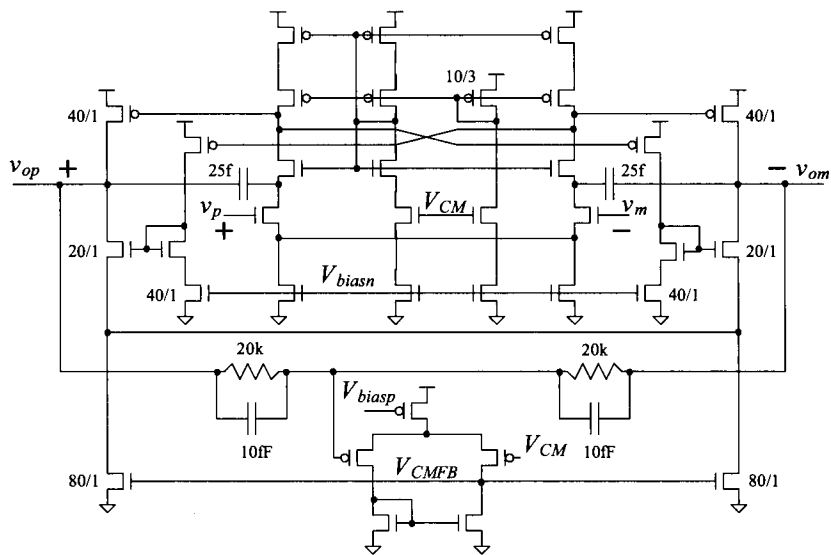 10/3
40/1
40/1
v_op + 25f 25f − v_om
v_p V_CM v_m
+ −
20/1 20/1
V_biasn
40/1 40/1
20k 20k
V_biasp
10fF V_CM 10fF
V_CMFB
80/1 80/1